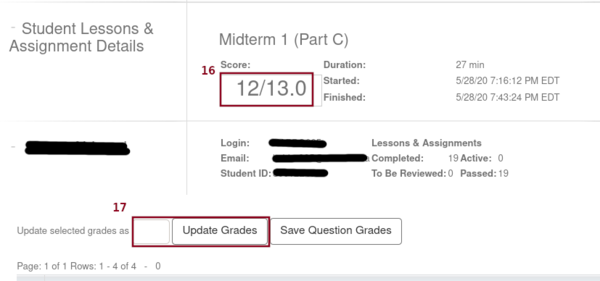 - Student Lessons &
Assignment Details
Midterm 1 (Part C)
16 Score: Duration: 27 min
12/13.0 Started: 5/28/20 7:16:12 PM EDT
Finished: 5/28/20 7:43:24 PM EDT
-
Login: Lessons & Assignments
Email: Completed: 19 Active: 0
Student ID: To Be Reviewed: 0 Passed: 19
17
Update selected grades as Update Grades Save Question Grades
Page: 1 of 1 Rows: 1 - 4 of 4 - 0